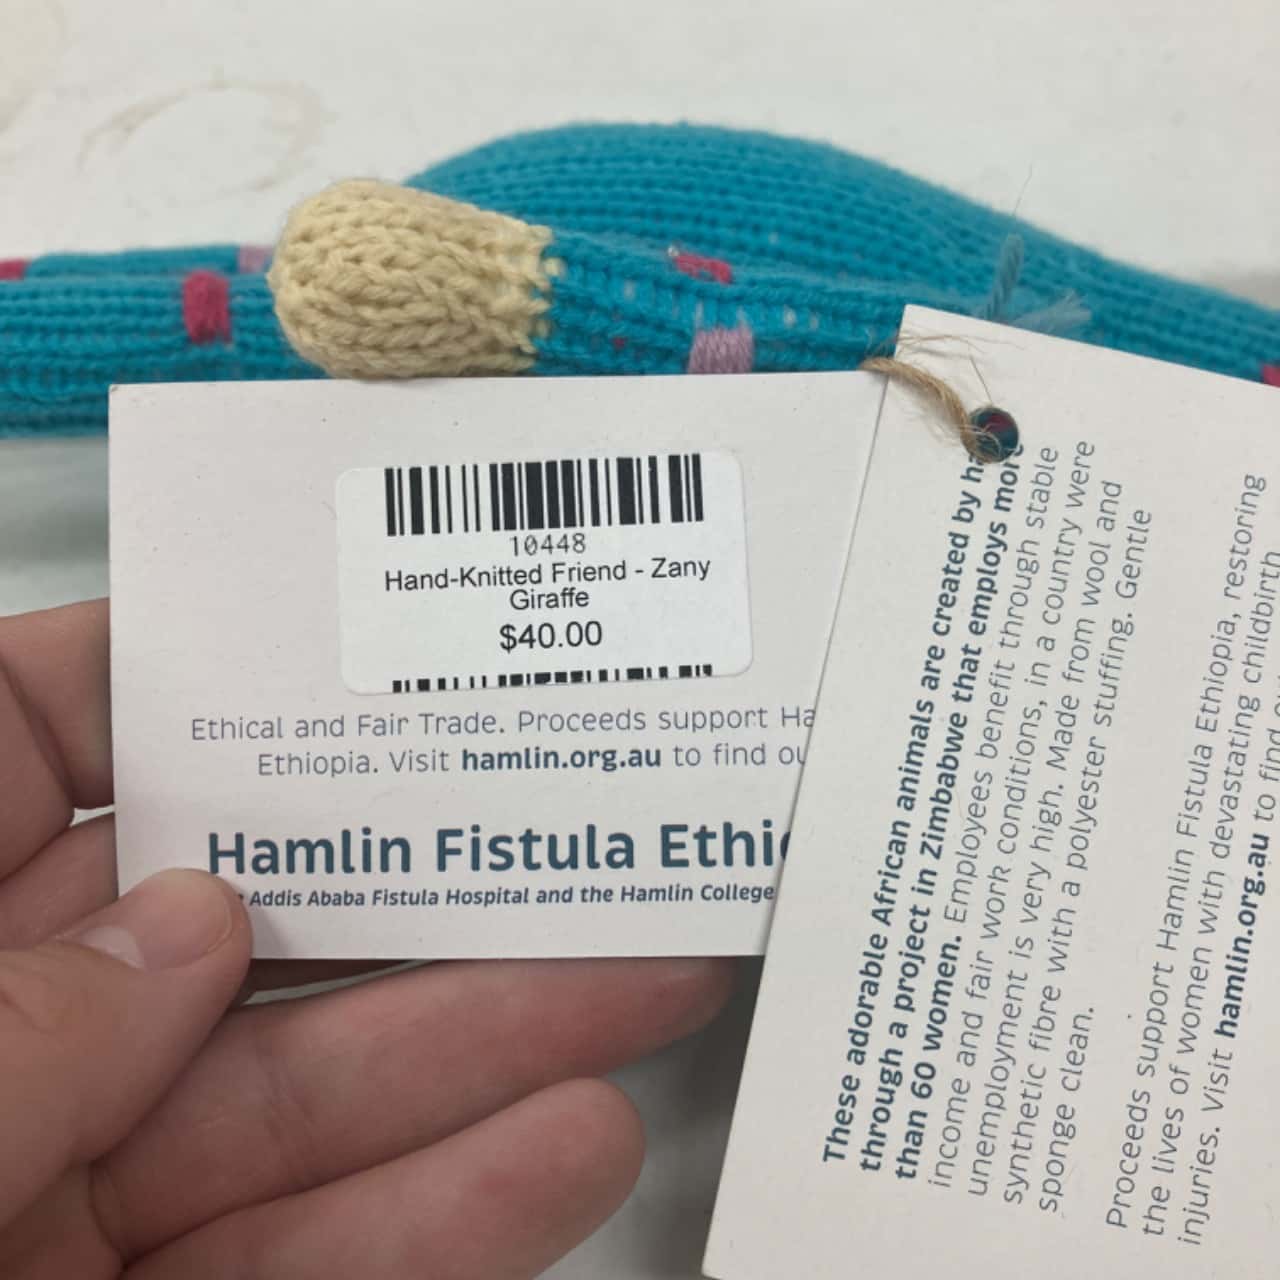 10448
Hand-Knitted Friend - Zany
Giraffe
$40.00
Ethical and Fair Trade. Proceeds support
Ethiopia. Visit hamlin.org.au to find
Hamlin Fistula
Addis Ababa Fistula Hospital and the Hamlin College
These adorable African animals are created by
through a project in Zimbabwe that employs more
than 60 women. Employees benefit through stable
income and fair work conditions, in a country were
unemployment is very high. Made from wool and
synthetic fibre with a polyester stuffing. Gentle
sponge clean.
Proceeds support Hamlin Fistula Ethiopia, restoring
the lives of women with devastating childbirth
injuries. Visit hamlin.org.au to find